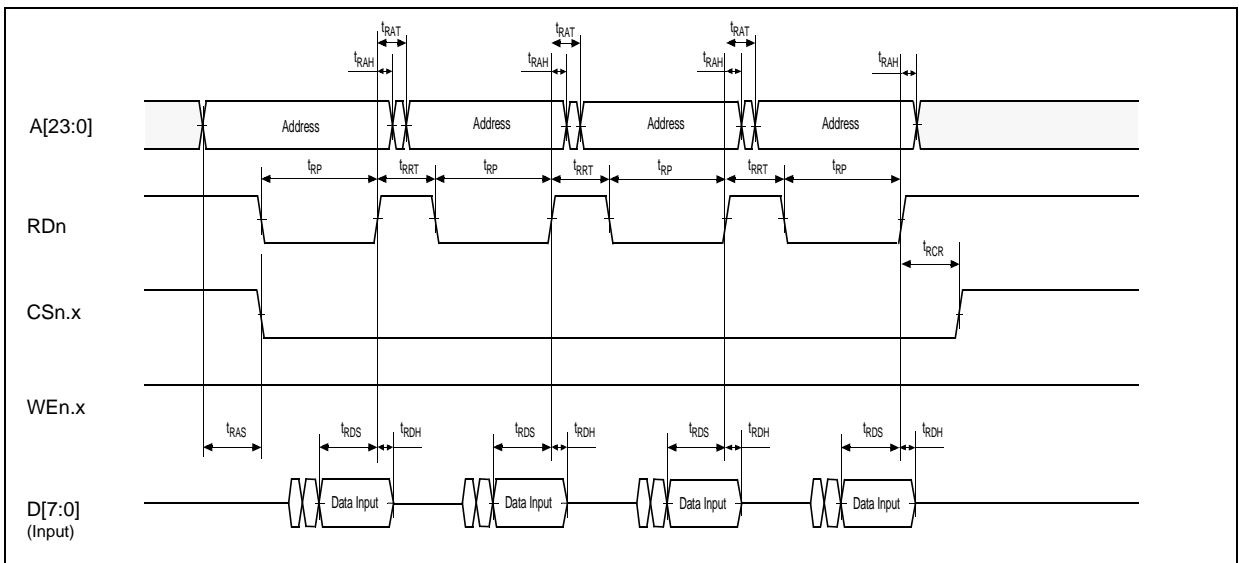 tRAT tRAT tRAT
tRAH tRAH tRAH tRAH
A[23:0] Address Address Address Address
tRP tRRT tRP tRRT tRP tRRT tRP
RDn
tRCR
CSn.x
WEn.x
tRAS tRDS tRDH tRDS tRDH tRDS tRDH tRDS tRDH
D[7:0] Data Input Data Input Data Input Data Input
(Input)